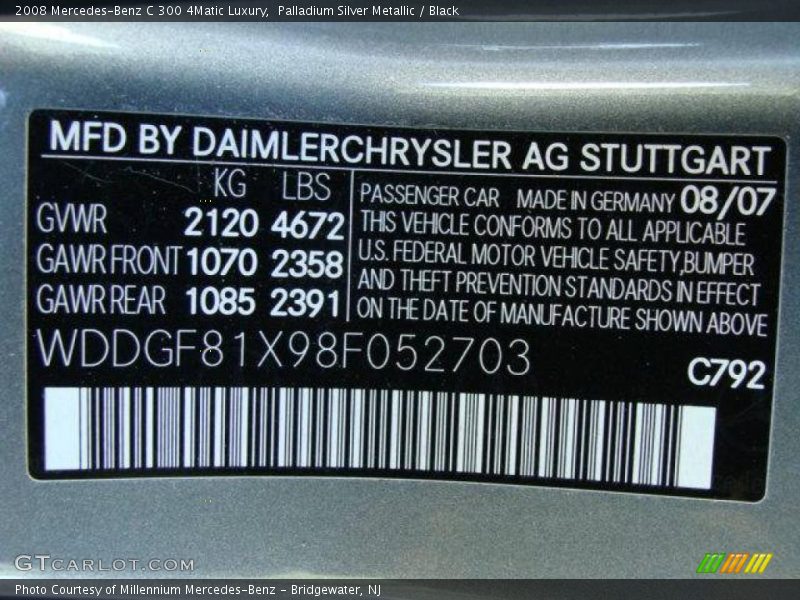 2008 Mercedes-Benz C 300 4Matic Luxury, Palladium Silver Metallic / Black
MFD BY DAIMLERCHRYSLER AG STUTTGART
KG LBS
GVWR 2120 4672
GAWR FRONT 1070 2358
GAWR REAR 1085 2391
PASSENGER CAR MADE IN GERMANY 08/07
THIS VEHICLE CONFORMS TO ALL APPLICABLE
U.S. FEDERAL MOTOR VEHICLE SAFETY, BUMPER
AND THEFT PREVENTION STANDARDS IN EFFECT
ON THE DATE OF MANUFACTURE SHOWN ABOVE
WDDGF81X98F052703
C792
GTCARLOT.COM
Photo Courtesy of Millennium Mercedes-Benz - Bridgewater, NJ